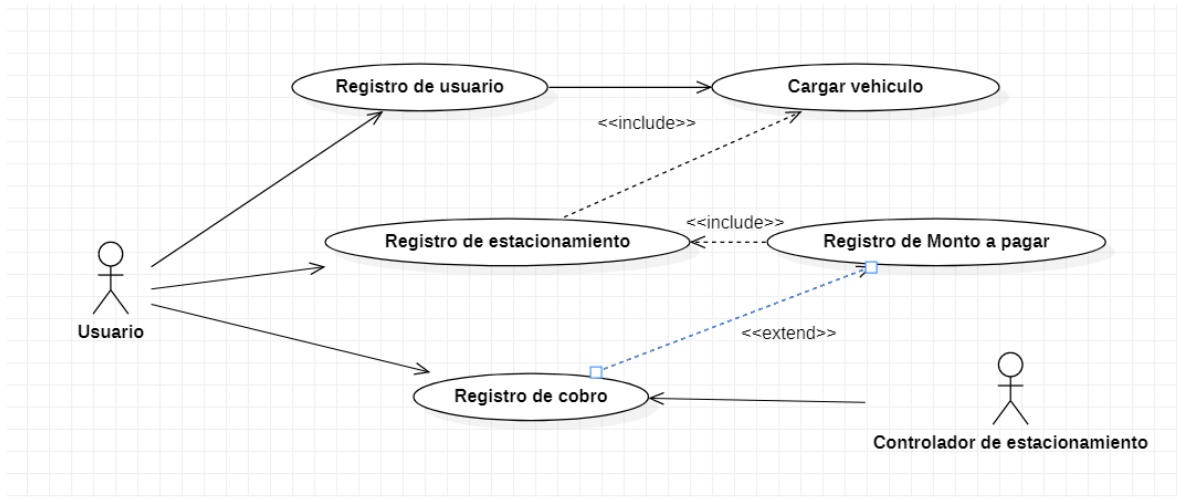 Registro de usuario
Cargar vehiculo
<<include>>
<<include>>
Registro de estacionamiento
Registro de Monto a pagar
Usuario
<<extend>>
Registro de cobro
Controlador de estacionamiento